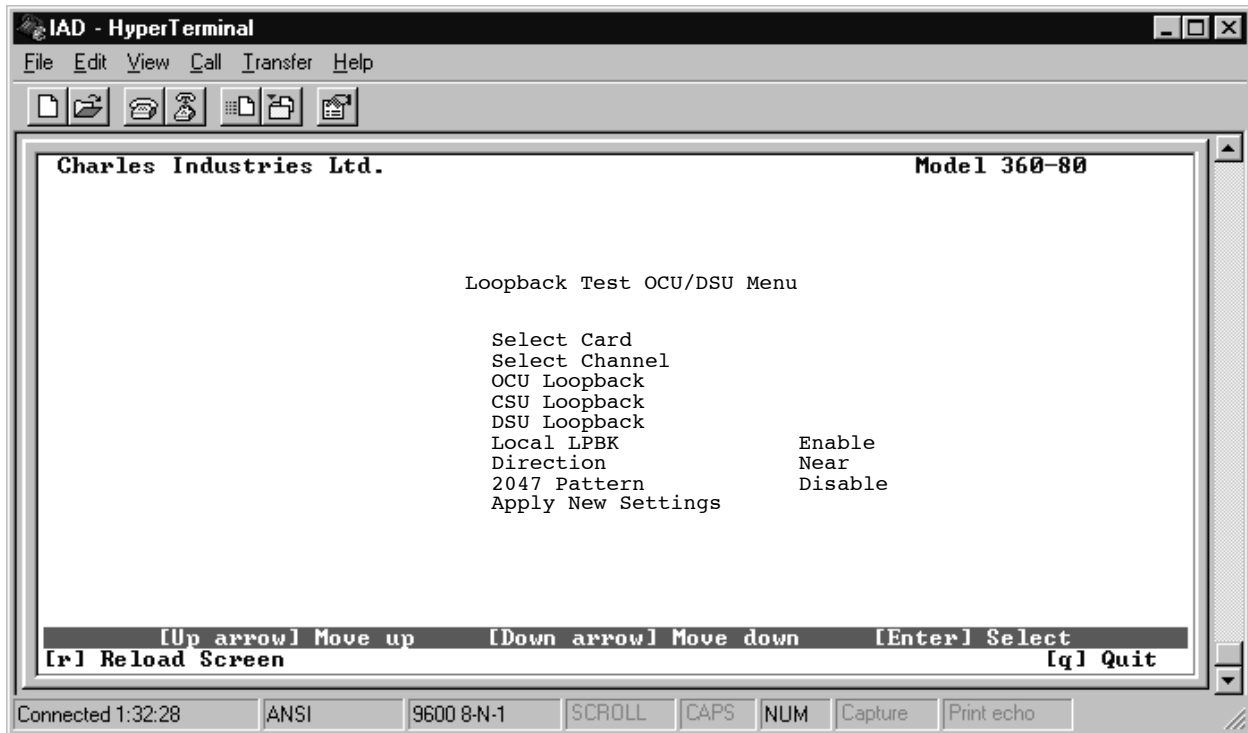 IAD - HyperTerminal
File Edit View Call Transfer Help
Charles Industries Ltd. Model 360-80
Loopback Test OCU/DSU Menu
Select Card
Select Channel
OCU Loopback
CSU Loopback
DSU Loopback
Local LPBK Enable
Direction Near
2047 Pattern Disable
Apply New Settings
[Up arrow] Move up [Down arrow] Move down [Enter] Select
[r] Reload Screen [q] Quit
Connected 1:32:28 ANSI 9600 8-N-1 SCROLL CAPS NUM Capture Print echo